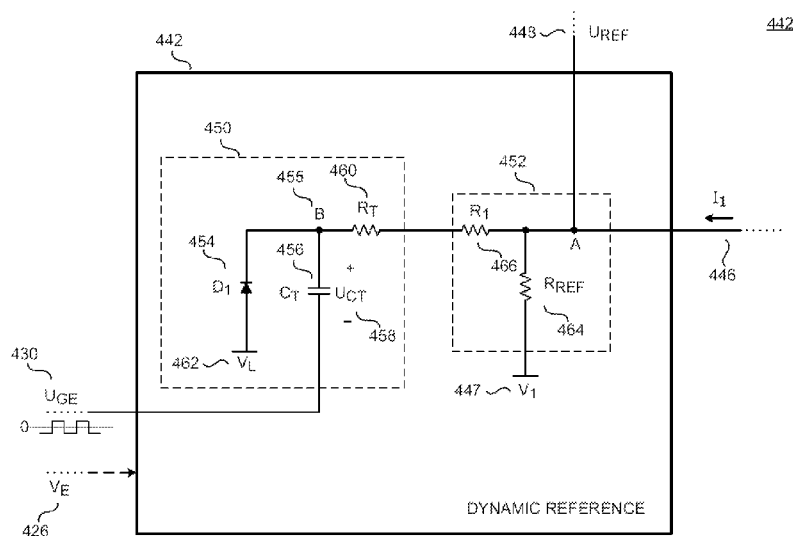 442
448
UREF
442
450
452
455
460
B
RT
R1
I1
454
456
+
466
A
446
D1
CT
UCT
RREF
–
458
464
462
VL
430
447
V1
UGE
0
VE
426
DYNAMIC REFERENCE